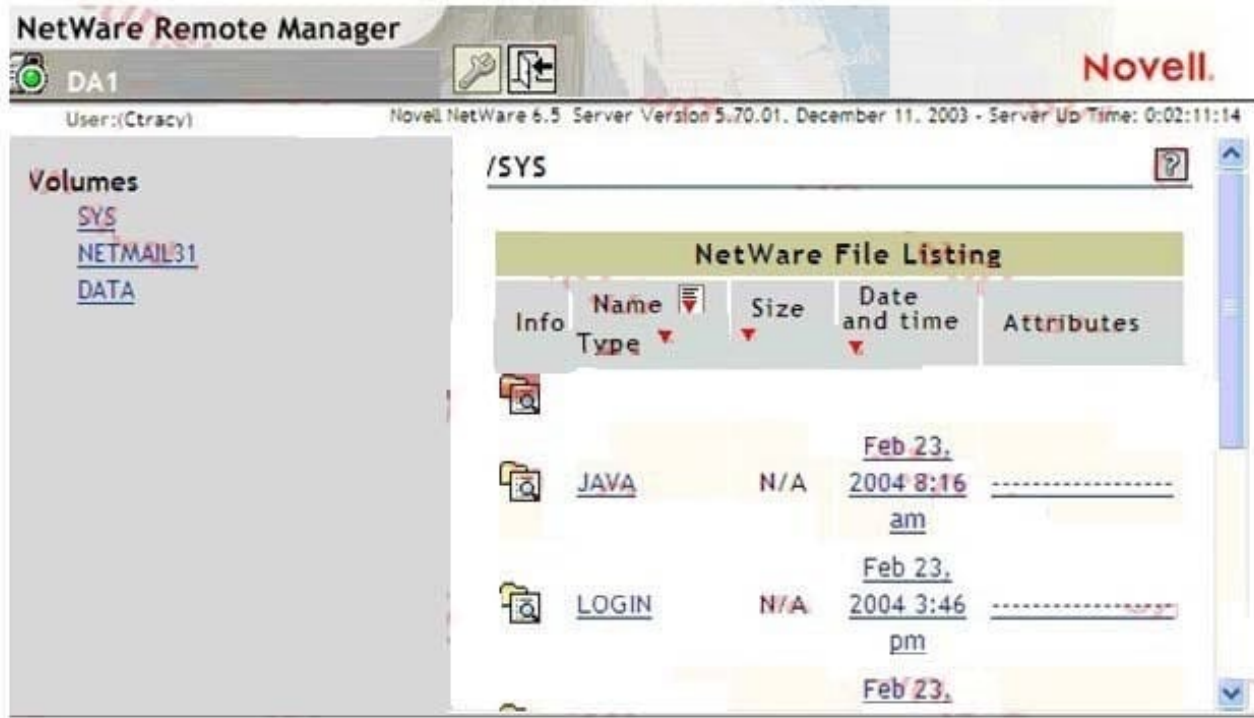 NetWare Remote Manager
DA1
Novell.
User:(Ctracy)
Novell NetWare 6.5 Server Version 5.70.01, December 11, 2003 - Server Up Time: 0:02:11:14
Volumes
SYS
NETMAIL31
DATA
/SYS
?
NetWare File Listing
Info
Name
Type
Size
Date
and time
Attributes
JAVA
N/A
Feb 23,
2004 8:16
am
------------------
LOGIN
N/A
Feb 23,
2004 3:46
pm
------------------
Feb 23,